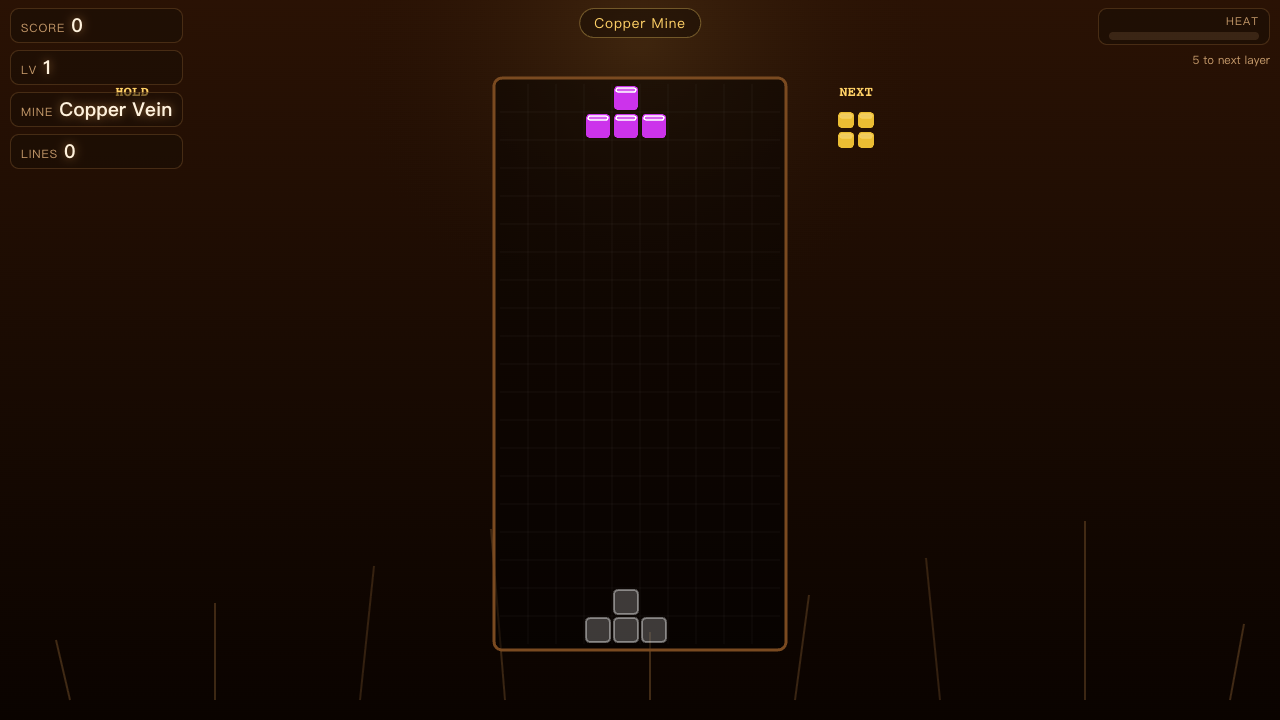 SCORE 0
LV 1
HOLD
MINE Copper Vein
LINES 0
Copper Mine
NEXT
HEAT
5 to next layer